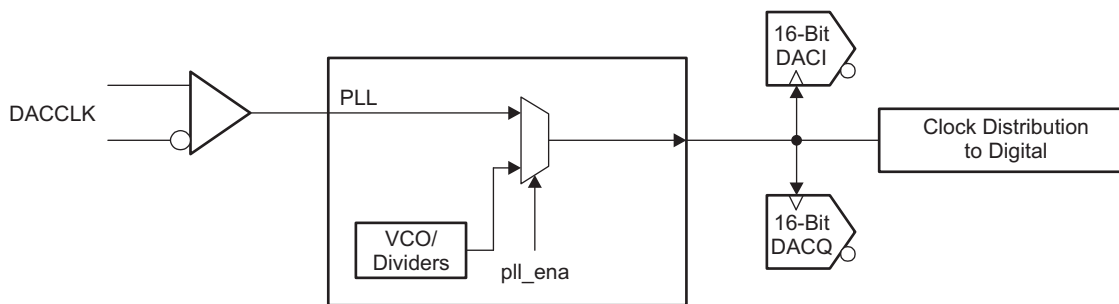 16-Bit
DACI
DACCLK
PLL
Clock Distribution
to Digital
VCO/
Dividers
pll_ena
16-Bit
DACQ